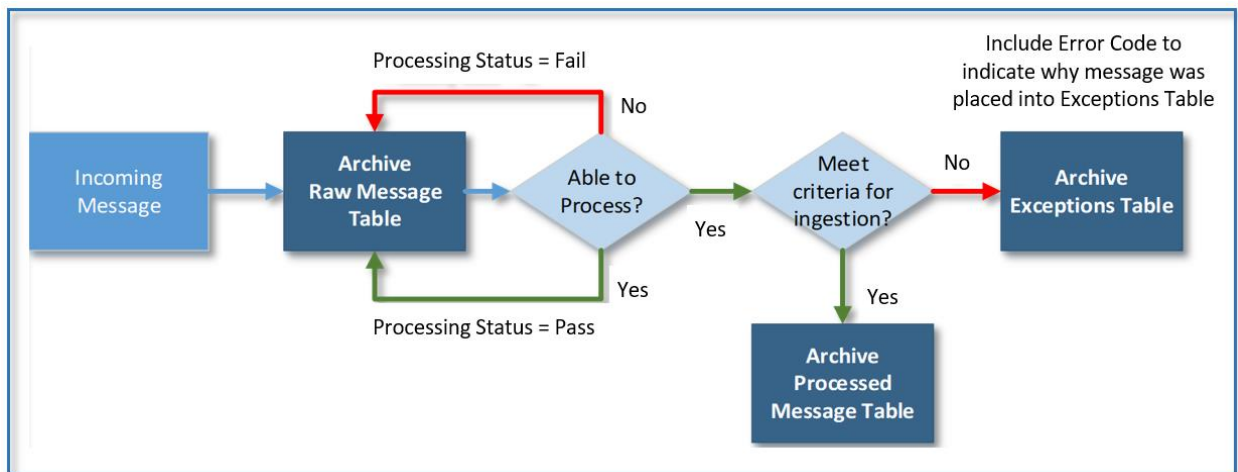 Processing Status = Fail
Include Error Code to
indicate why message was
placed into Exceptions Table
No
Incoming
Message
Archive
Raw Message
Table
Able to
Process?
Yes
Meet
criteria for
ingestion?
No
Archive
Exceptions Table
Yes
Processing Status = Pass
Yes
Archive
Processed
Message Table